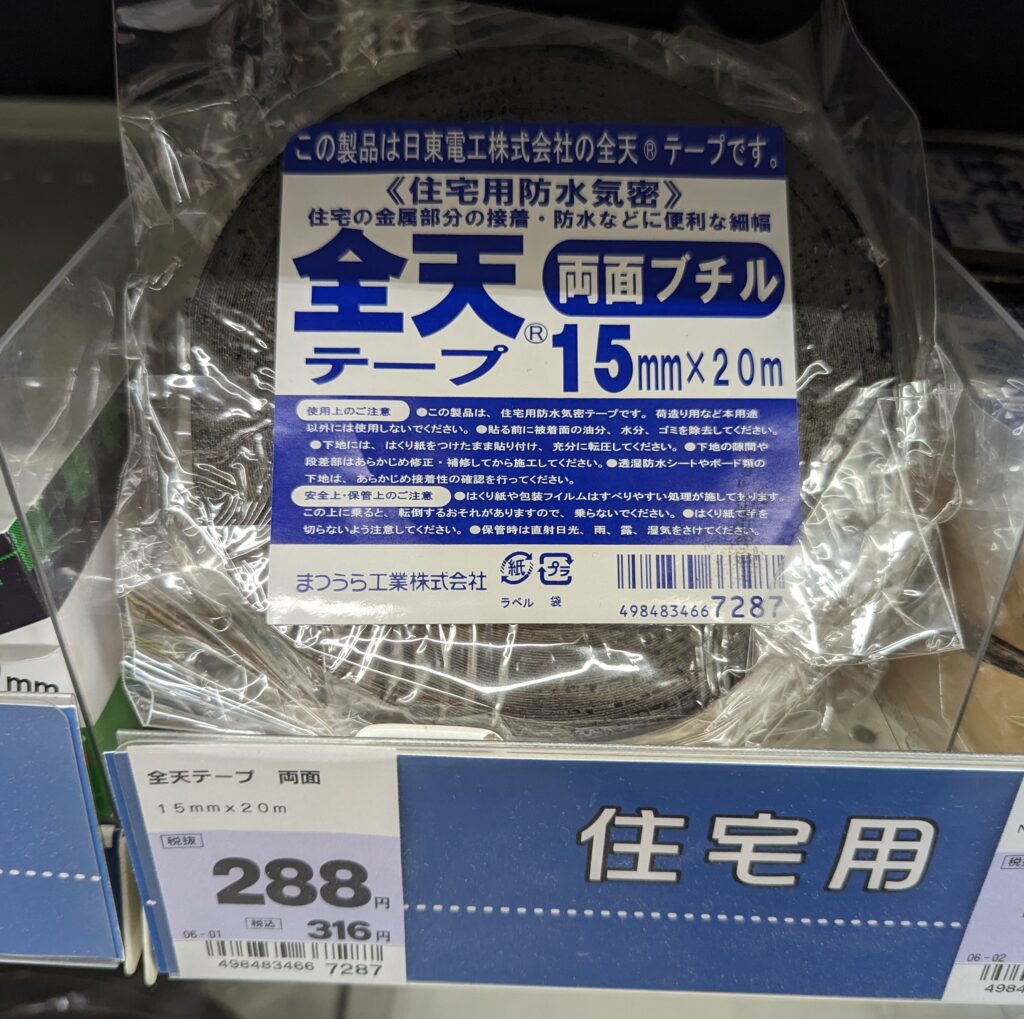 この製品は日東電工株式会社の全天®テープです。
《住宅用防水気密》
住宅の金属部分の接着・防水などに便利な細幅
全天®
テープ
両面ブチル
15mm×20m
使用上のご注意 ●この製品は、住宅用防水気密テープです。荷造り用など本用途
以外には使用しないでください。●貼る前に被着面の油分、水分、ゴミを除去してください。
●下地には、はくり紙をつけたまま貼り付け、充分に転圧してください。●下地の隙間や
段差部はあらかじめ修正・補修してから施工してください。●透湿防水シートやボード類の
下地は、あらかじめ接着性の確認を行ってください。
安全上・保管上のご注意 ●はくり紙や包装フイルムはすべりやすい処理が施してあります。
この上に乗ると、転倒するおそれがありますので、乗らないでください。●はくり紙で手を
切らないよう注意してください。●保管時は直射日光、雨、露、湿気をさけてください。
まつうら工業株式会社
紙 プラ
ラベル 袋
4984834667287
mm
全天テープ 両面
15mm×20m
税抜
288円
税込 316円
06-01
4984834667287
住宅用
06-02
4984